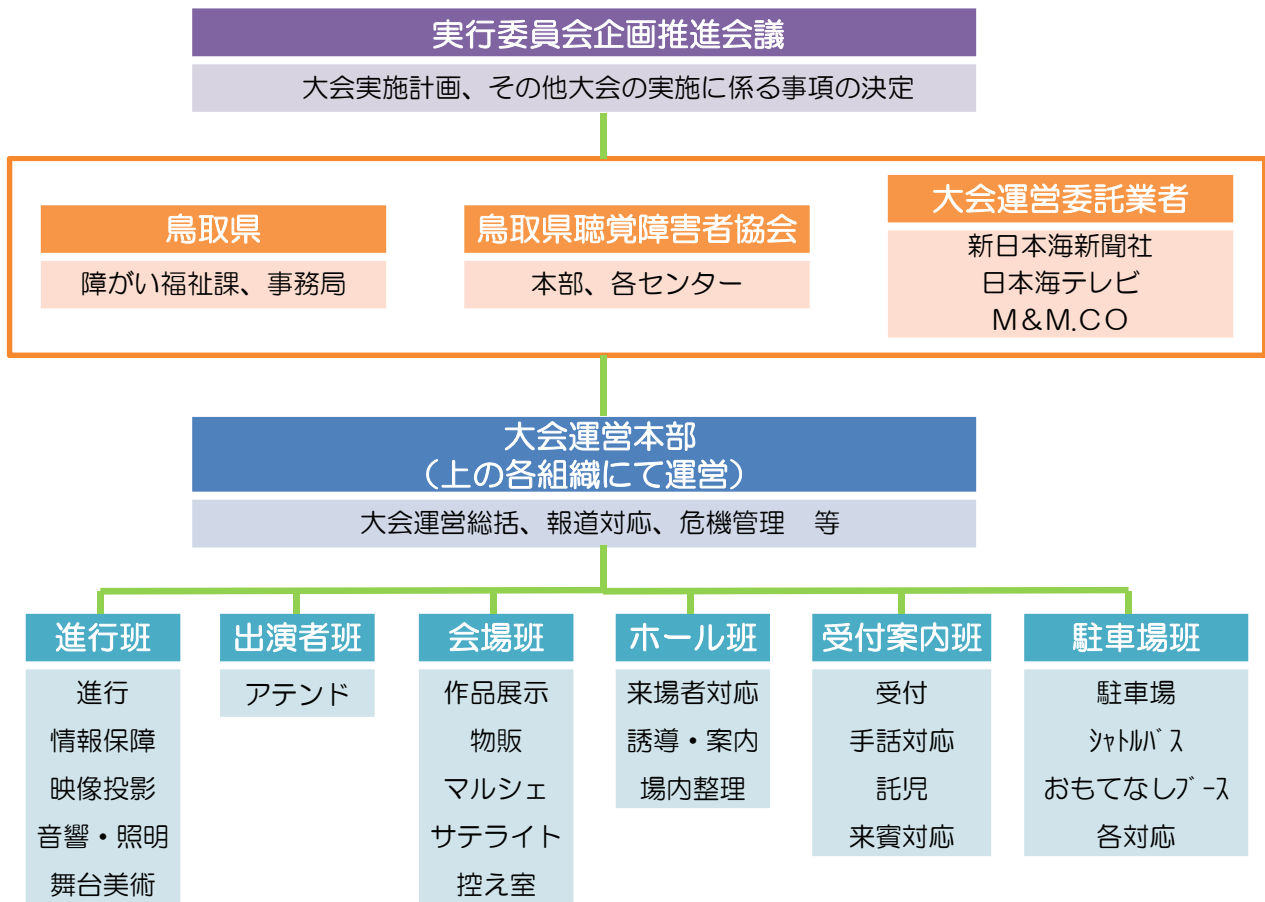 実行委員会企画推進会議
大会実施計画、その他大会の実施に係る事項の決定
鳥取県
障がい福祉課、事務局
鳥取県聴覚障害者協会
本部、各センター
大会運営委託業者
新日本海新聞社
日本海テレビ
M&M.CO
大会運営本部
（上の各組織にて運営）
大会運営総括、報道対応、危機管理　等
進行班
進行
情報保障
映像投影
音響・照明
舞台美術
出演者班
アテンド
会場班
作品展示
物販
マルシェ
サテライト
控え室
ホール班
来場者対応
誘導・案内
場内整理
受付案内班
受付
手話対応
託児
来賓対応
駐車場班
駐車場
ｼｬﾄﾙﾊﾞｽ
おもてなしﾌﾞｰｽ
各対応